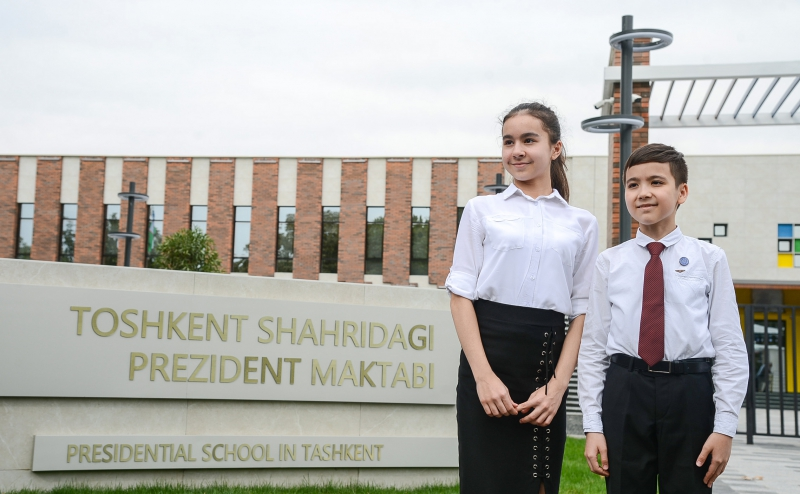 TOSHKENT SHAHRIDAGI
PREZIDENT MAKTABI
PRESIDENTIAL SCHOOL IN TASHKENT